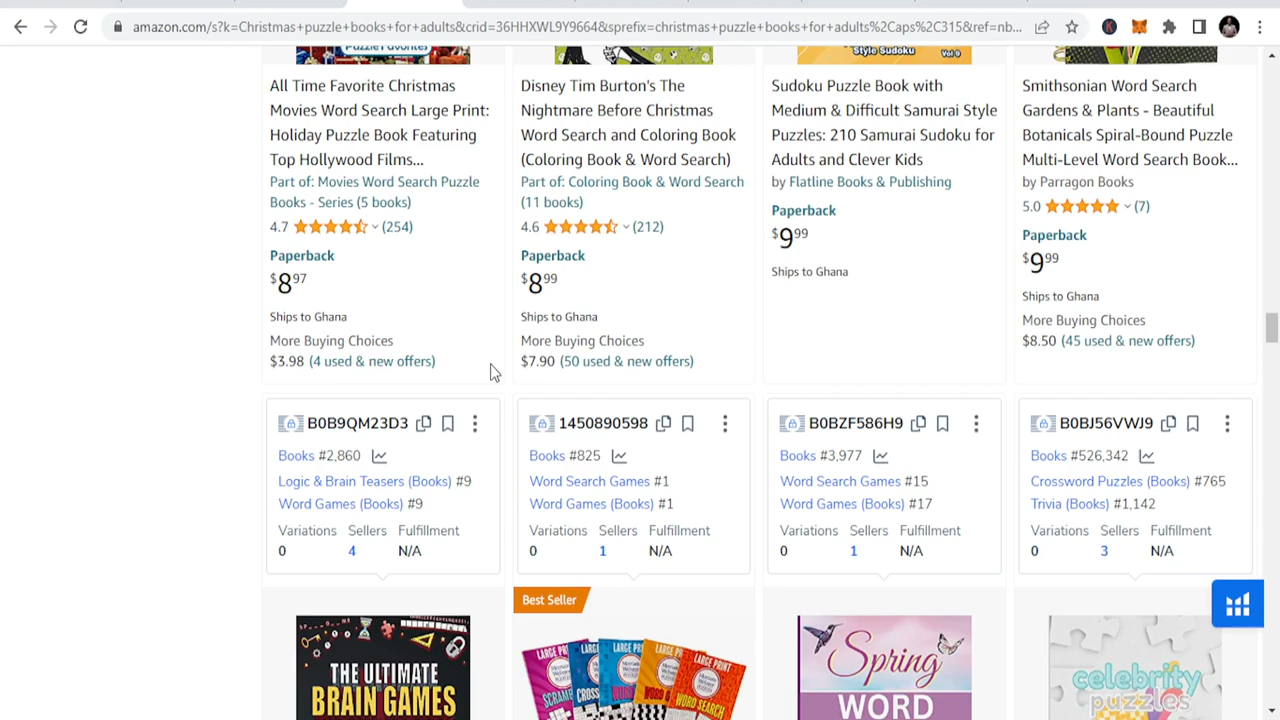 amazon.com/s?k=Christmas+puzzle+books+for+adults&crid=36HHXWL9Y9664&sprefix=christmas+puzzle+books+for+adults%2Caps%2C315&ref=nb...
Puzzle Favorites
Style Sudoku
Vol 9
All Time Favorite Christmas
Movies Word Search Large Print:
Holiday Puzzle Book Featuring
Top Hollywood Films...
Part of: Movies Word Search Puzzle
Books - Series (5 books)
4.7 (254)
Paperback
$8.97
Ships to Ghana
More Buying Choices
$3.98 (4 used & new offers)
Disney Tim Burton's The
Nightmare Before Christmas
Word Search and Coloring Book
(Coloring Book & Word Search)
Part of: Coloring Book & Word Search
(11 books)
4.6 (212)
Paperback
$8.99
Ships to Ghana
More Buying Choices
$7.90 (50 used & new offers)
Sudoku Puzzle Book with
Medium & Difficult Samurai Style
Puzzles: 210 Samurai Sudoku for
Adults and Clever Kids
by Flatline Books & Publishing
Paperback
$9.99
Ships to Ghana
Smithsonian Word Search
Gardens & Plants - Beautiful
Botanicals Spiral-Bound Puzzle
Multi-Level Word Search Book...
by Parragon Books
5.0 (7)
Paperback
$9.99
Ships to Ghana
More Buying Choices
$8.50 (45 used & new offers)
B0B9QM23D3
Books #2,860
Logic & Brain Teasers (Books) #9
Word Games (Books) #9
Variations Sellers Fulfillment
0 4 N/A
1450890598
Books #825
Word Search Games #1
Word Games (Books) #1
Variations Sellers Fulfillment
0 1 N/A
B0BZF586H9
Books #3,977
Word Search Games #15
Word Games (Books) #17
Variations Sellers Fulfillment
0 1 N/A
B0BJ56VWJ9
Books #526,342
Crossword Puzzles (Books) #765
Trivia (Books) #1,142
Variations Sellers Fulfillment
0 3 N/A
THE ULTIMATE
BRAIN GAMES
Best Seller
LARGE PRINT
WORD SEARCH
Spring
WORD
celebrity
puzzles